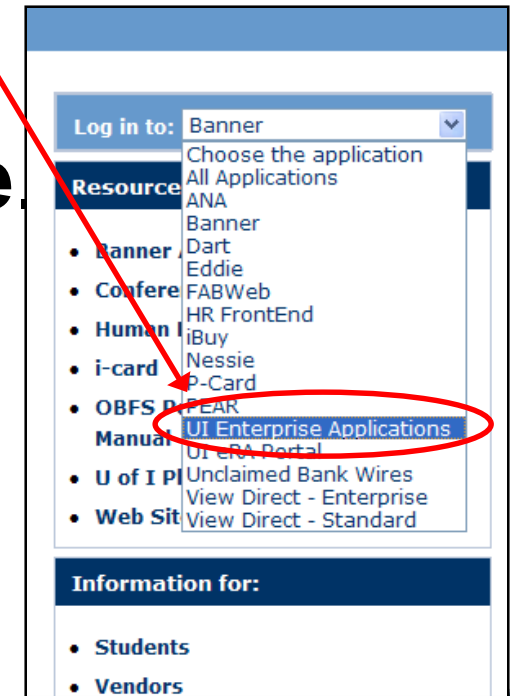 Log in to: Banner
Choose the application
All Applications
ANA
Banner
Dart
Eddie
FABWeb
HR FrontEnd
iBuy
Nessie
P-Card
PEAR
UI Enterprise Applications
UI eRA Portal
Unclaimed Bank Wires
View Direct - Enterprise
View Direct - Standard
e.
Resource
• Banner
• Confere
• Human
• i-card
• OBFS P
Manual
• U of I Pl
• Web Sit
Information for:
• Students
• Vendors